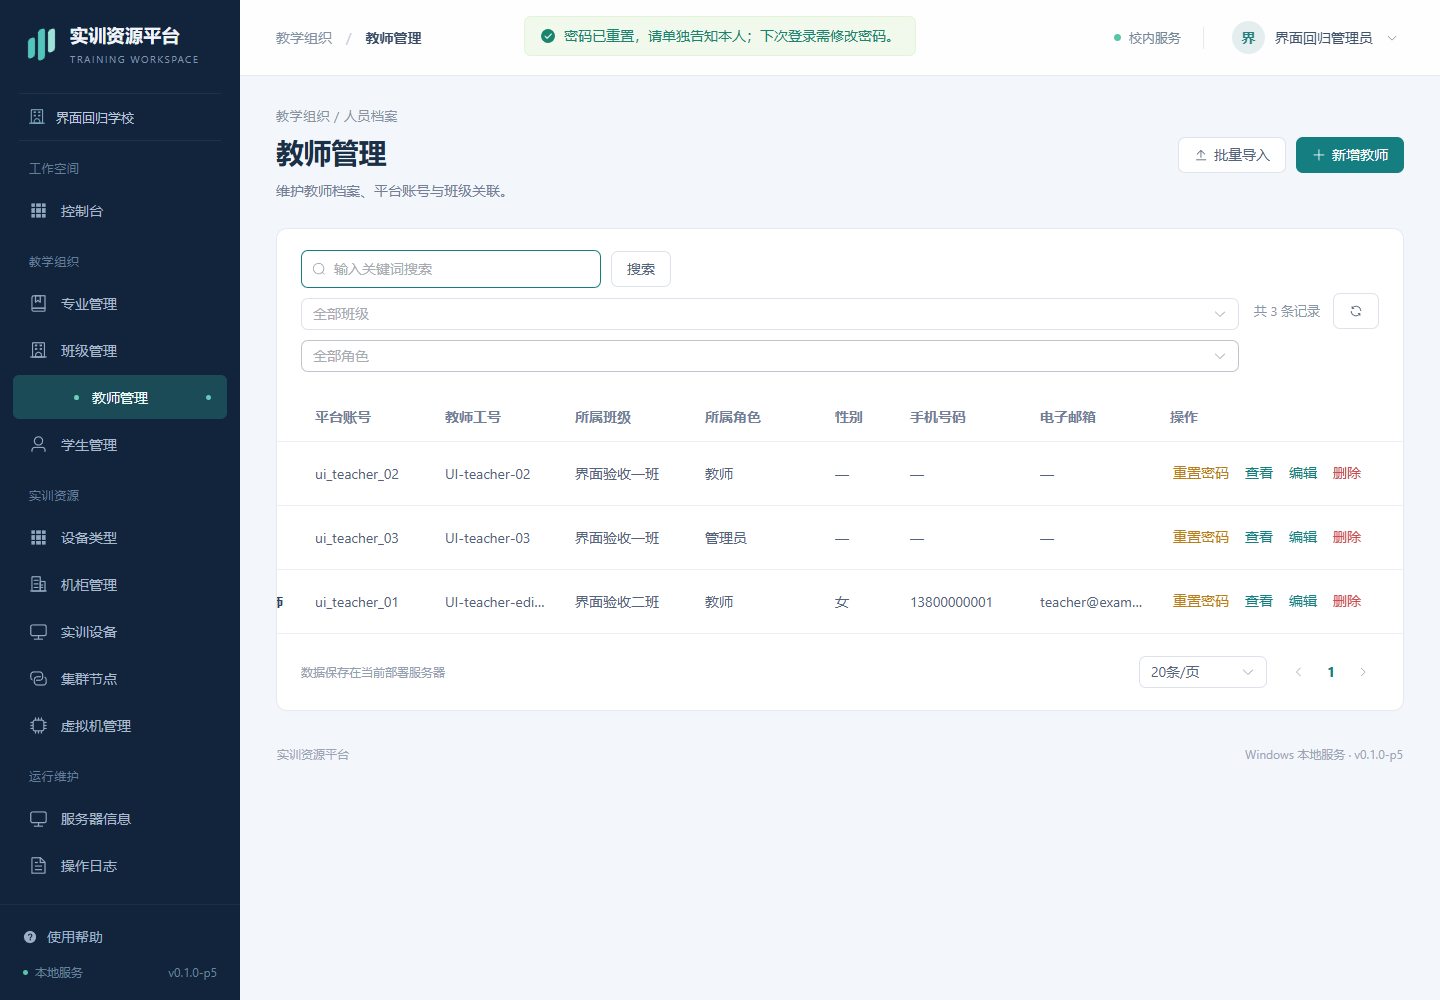 实训资源平台
TRAINING WORKSPACE
界面回归学校
工作空间
控制台
教学组织
专业管理
班级管理
教师管理
学生管理
实训资源
设备类型
机柜管理
实训设备
集群节点
虚拟机管理
运行维护
服务器信息
操作日志
使用帮助
本地服务 v0.1.0-p5
教学组织 / 教师管理
密码已重置，请单独告知本人；下次登录需修改密码。
校内服务
界 界面回归管理员
教学组织 / 人员档案
教师管理
维护教师档案、平台账号与班级关联。
批量导入
新增教师
输入关键词搜索 搜索
全部班级
共 3 条记录
全部角色
平台账号 教师工号 所属班级 所属角色 性别 手机号码 电子邮箱 操作
ui_teacher_02 UI-teacher-02 界面验收一班 教师 — — — 重置密码 查看 编辑 删除
ui_teacher_03 UI-teacher-03 界面验收一班 管理员 — — — 重置密码 查看 编辑 删除
ui_teacher_01 UI-teacher-edi... 界面验收二班 教师 女 13800000001 teacher@exam... 重置密码 查看 编辑 删除
数据保存在当前部署服务器
20条/页 1
实训资源平台
Windows 本地服务 · v0.1.0-p5